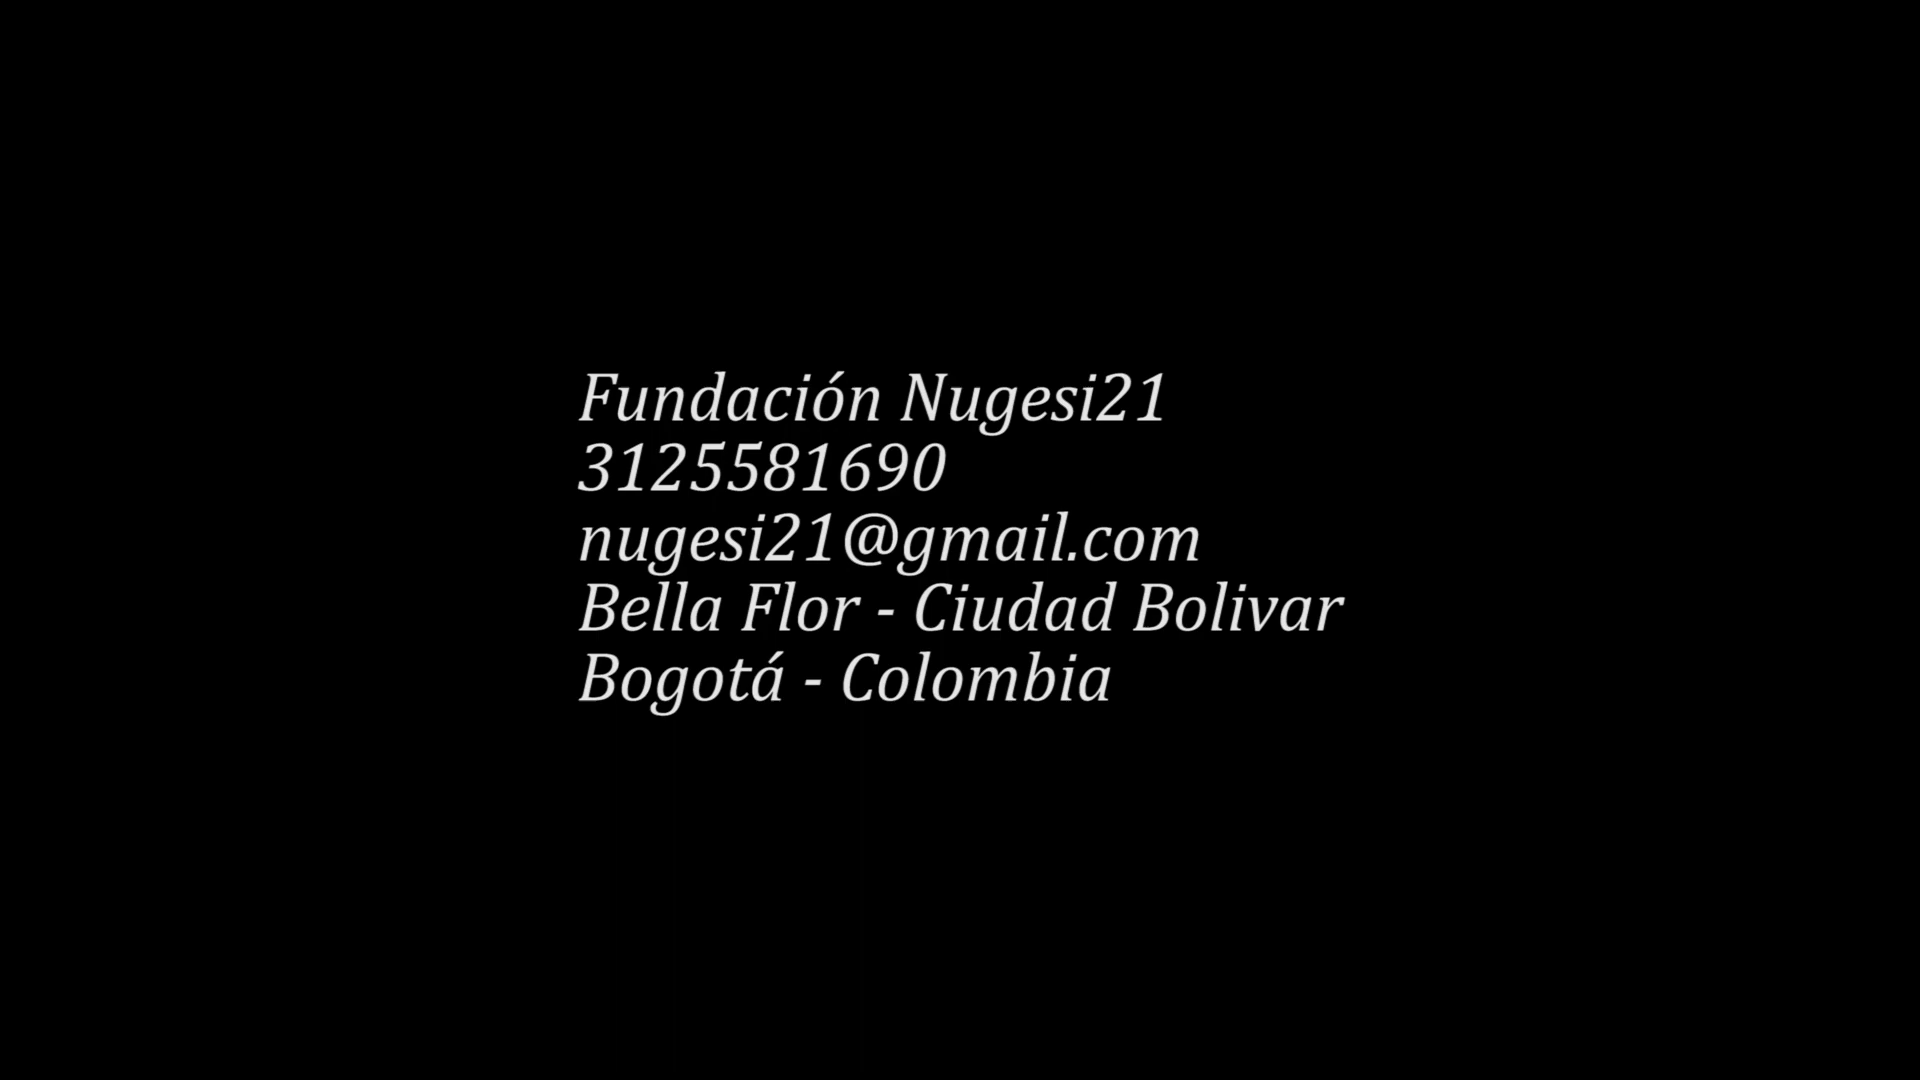 Fundación Nugesi21
3125581690
nugesi21@gmail.com
Bella Flor - Ciudad Bolivar
Bogotá - Colombia